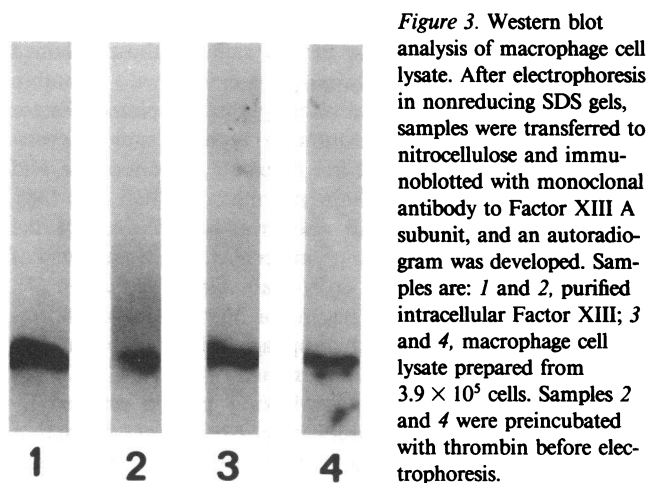 Figure 3. Western blot
analysis of macrophage cell
lysate. After electrophoresis
in nonreducing SDS gels,
samples were transferred to
nitrocellulose and immu-
noblotted with monoclonal
antibody to Factor XIII A
subunit, and an autoradio-
gram was developed. Sam-
ples are: 1 and 2, purified
intracellular Factor XIII; 3
and 4, macrophage cell
lysate prepared from
3.9 × 10⁵ cells. Samples 2
and 4 were preincubated
with thrombin before elec-
trophoresis.
1 2 3 4